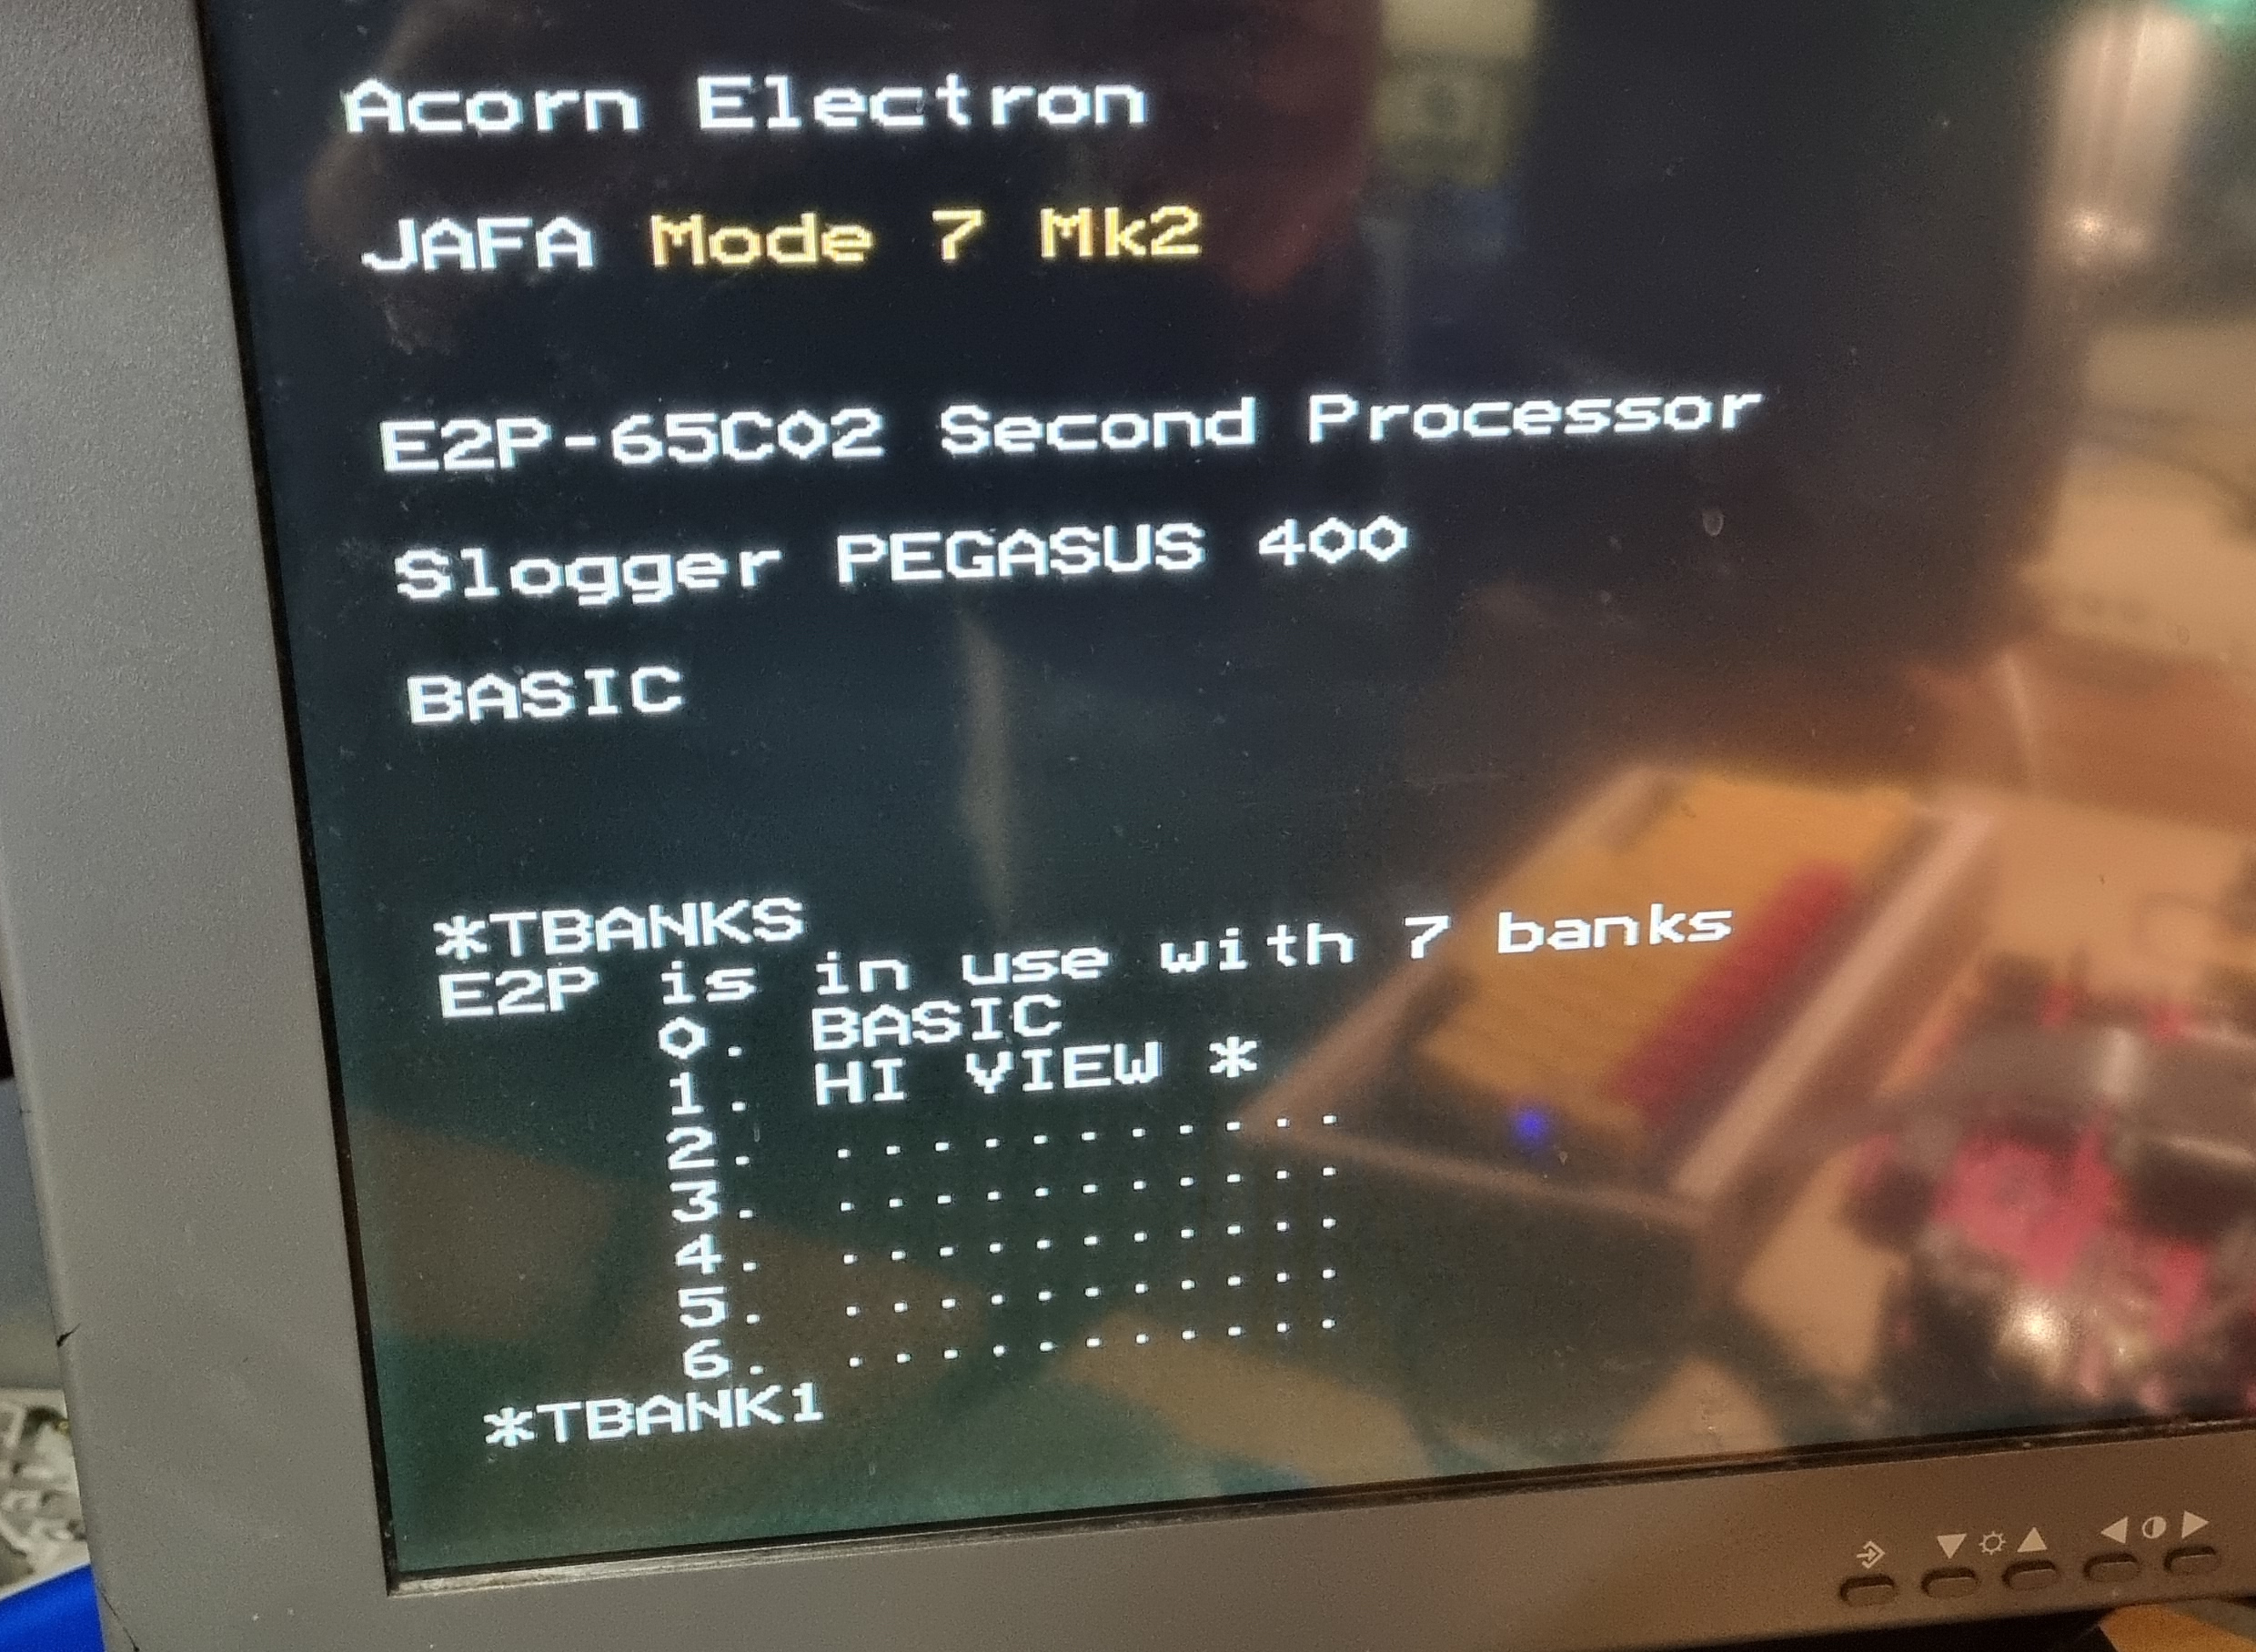 Acorn Electron
JAFA Mode 7 Mk2
E2P-65C02 Second Processor
Slogger PEGASUS 400
BASIC
*TBANKS
E2P is in use with 7 banks
0. BASIC
1. HI VIEW *
2. ...........
3. ...........
4. ...........
5. ...........
6. ...........
*TBANK1